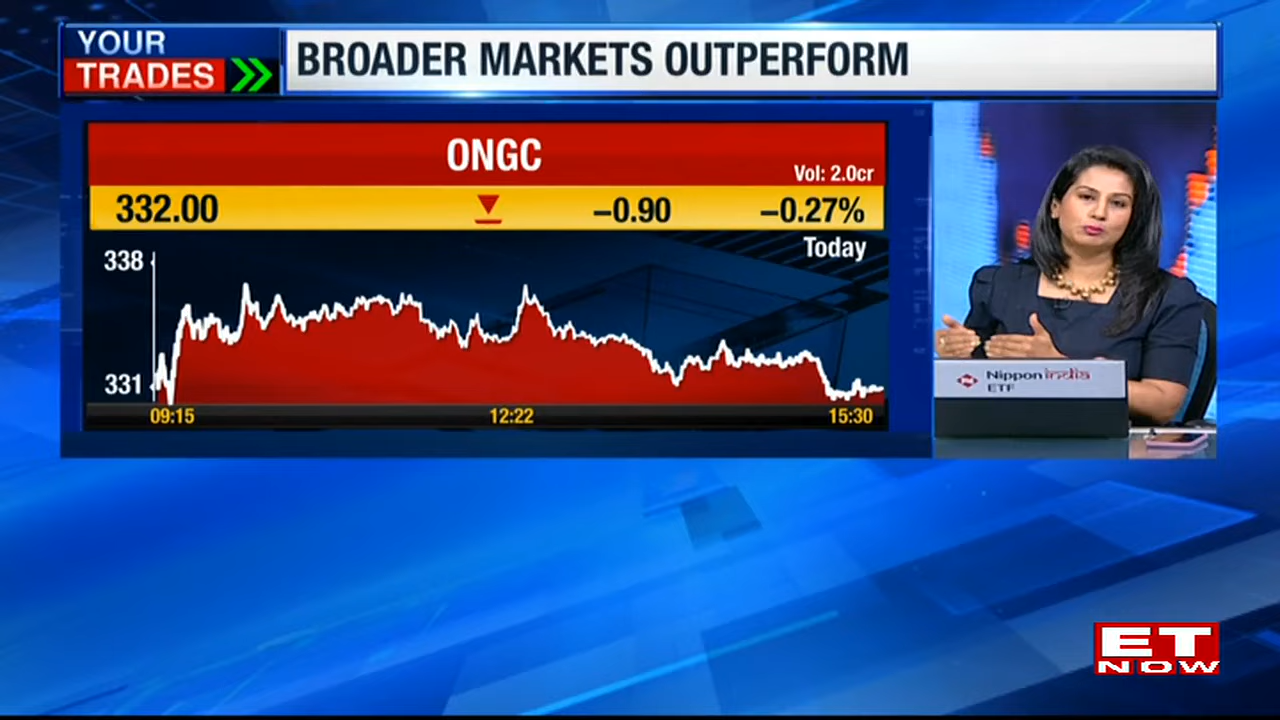 YOUR
TRADES
BROADER MARKETS OUTPERFORM
ONGC
Vol: 2.0cr
332.00 −0.90 −0.27%
Today
338
331
09:15 12:22 15:30
Nippon india
ETF
ET
NOW